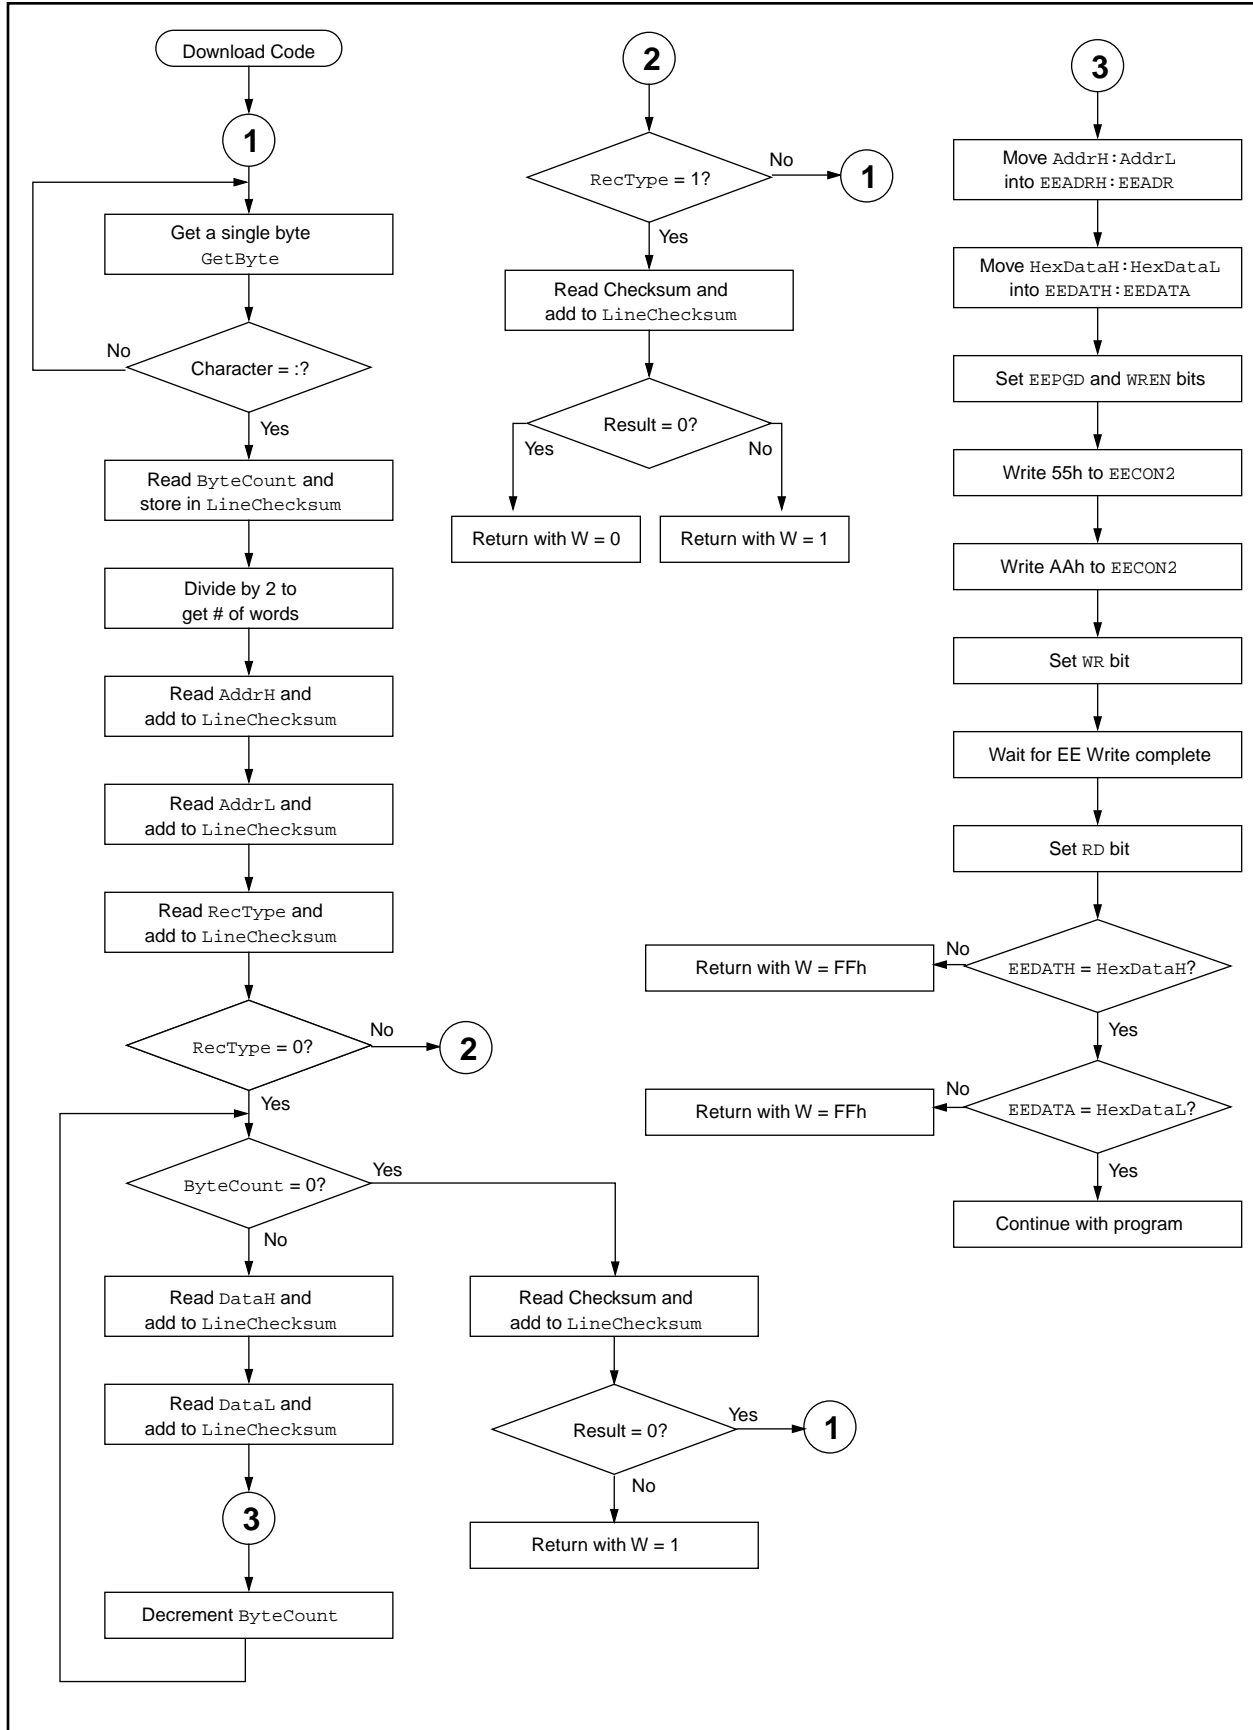 Download Code
1
Get a single byte
GetByte
No
Character = :?
Yes
Read ByteCount and
store in LineChecksum
Divide by 2 to
get # of words
Read AddrH and
add to LineChecksum
Read AddrL and
add to LineChecksum
Read RecType and
add to LineChecksum
RecType = 0?
No
2
Yes
ByteCount = 0?
Yes
No
Read DataH and
add to LineChecksum
Read DataL and
add to LineChecksum
3
Decrement ByteCount
Read Checksum and
add to LineChecksum
Result = 0?
Yes
1
No
Return with W = 1
2
RecType = 1?
No
1
Yes
Read Checksum and
add to LineChecksum
Result = 0?
Yes
No
Return with W = 0
Return with W = 1
3
Move AddrH:AddrL
into EEADRH:EEADR
Move HexDataH:HexDataL
into EEDATH:EEDATA
Set EEPGD and WREN bits
Write 55h to EECON2
Write AAh to EECON2
Set WR bit
Wait for EE Write complete
Set RD bit
EEDATH = HexDataH?
No
Return with W = FFh
Yes
EEDATA = HexDataL?
No
Return with W = FFh
Yes
Continue with program